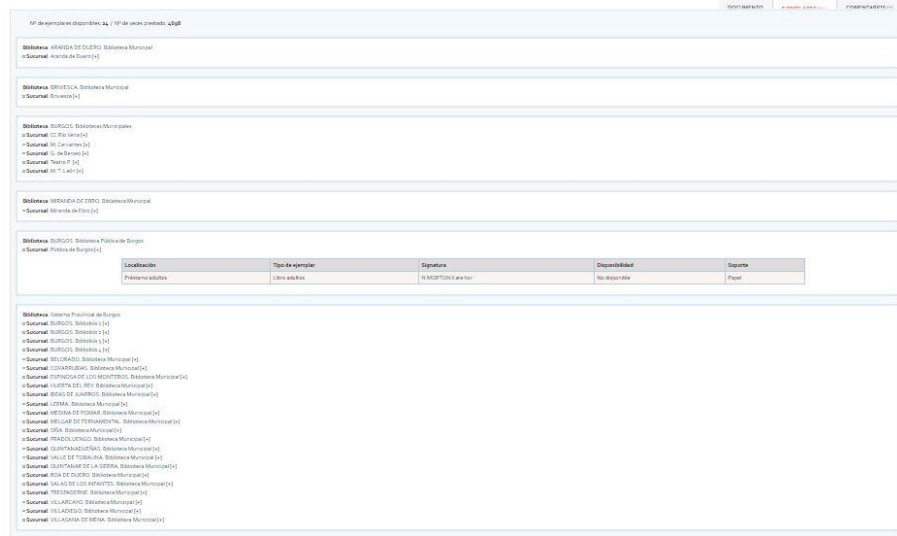 DOCUMENTO
COMENTARIOS
Nº de ejemplares disponibles: 24 / Nº de veces prestado: 4698
Biblioteca: ARANDA DE DUERO. Biblioteca Municipal
Sucursal: Aranda de Duero [+]
Biblioteca: BRIVIESCA. Biblioteca Municipal
Sucursal: Briviesca [+]
Biblioteca: BURGOS. Bibliotecas Municipales
Sucursal: CC Río Vena [+]
Sucursal: M. Cervantes [+]
Sucursal: G. de Berceo [+]
Sucursal: Teatro P. [+]
Sucursal: M. T. León [+]
Biblioteca: MIRANDA DE EBRO. Biblioteca Municipal
Sucursal: Miranda de Ebro [+]
Biblioteca: BURGOS. Biblioteca Pública de Burgos
Sucursal: Pública de Burgos [+]
Localización Tipo de ejemplar Signatura Disponibilidad Soporte
Préstamo adultos Libro adultos N MORTON II ate hor No disponible Papel
Biblioteca: Sistema Provincial de Burgos
Sucursal: BURGOS. Bibliobús 1 [+]
Sucursal: BURGOS. Bibliobús 2 [+]
Sucursal: BURGOS. Bibliobús 3 [+]
Sucursal: BURGOS. Bibliobús 4 [+]
Sucursal: BELORADO. Biblioteca Municipal [+]
Sucursal: COVARRUBIAS. Biblioteca Municipal [+]
Sucursal: ESPINOSA DE LOS MONTEROS. Biblioteca Municipal [+]
Sucursal: HUERTA DEL REY. Biblioteca Municipal [+]
Sucursal: IBEAS DE JUARROS. Biblioteca Municipal [+]
Sucursal: LERMA. Biblioteca Municipal [+]
Sucursal: MEDINA DE POMAR. Biblioteca Municipal [+]
Sucursal: MELGAR DE FERNAMENTAL. Biblioteca Municipal [+]
Sucursal: OÑA. Biblioteca Municipal [+]
Sucursal: PRADOLUENGO. Biblioteca Municipal [+]
Sucursal: QUINTANADUEÑAS. Biblioteca Municipal [+]
Sucursal: VALLE DE TOBALINA. Biblioteca Municipal [+]
Sucursal: QUINTANAR DE LA SIERRA. Biblioteca Municipal [+]
Sucursal: ROA DE DUERO. Biblioteca Municipal [+]
Sucursal: SALAS DE LOS INFANTES. Biblioteca Municipal [+]
Sucursal: TRESPADERNE. Biblioteca Municipal [+]
Sucursal: VILLARCAYO. Biblioteca Municipal [+]
Sucursal: VILLADIEGO. Biblioteca Municipal [+]
Sucursal: VILLASANA DE MENA. Biblioteca Municipal [+]